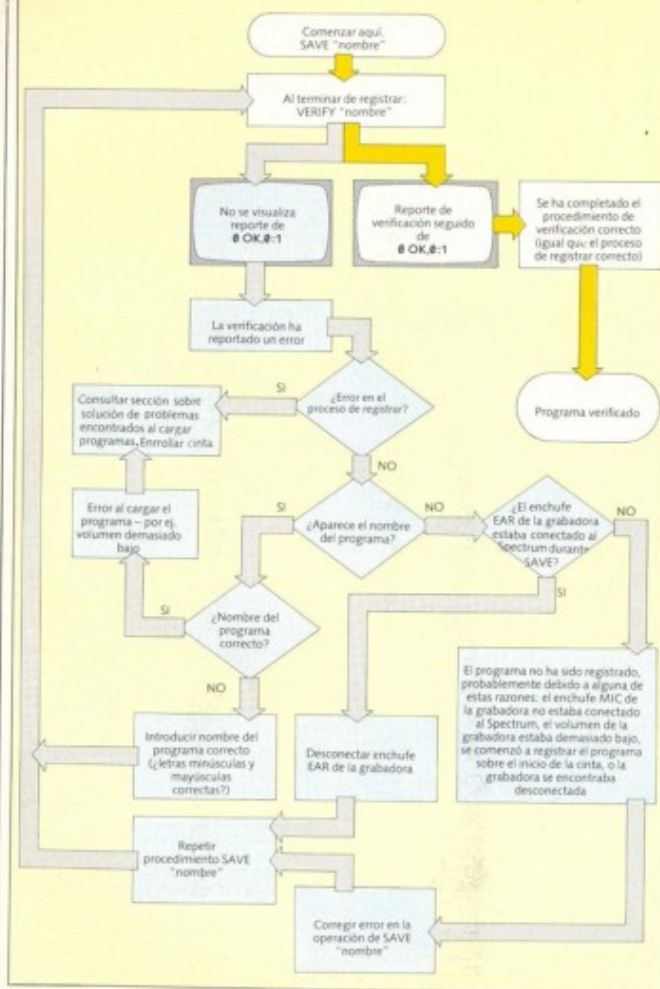 Comenzar aquí.
SAVE "nombre"
Al terminar de registrar:
VERIFY "nombre"
No se visualiza
reporte de
0 OK,0:1
Reporte de
verificación seguido
de
0 OK,0:1
Se ha completado el
procedimiento de
verificación correcto
(igual que el proceso
de registrar correcto)
La verificación ha
reportado un error
Programa verificado
SI
¿Error en el
proceso de registrar?
Consultar sección sobre
solución de problemas
encontrados al cargar
programas. Enrrollar cinta
NO
Error al cargar el
programa – por ej.
volumen demasiado
bajo
SI
¿Aparece el nombre
del programa?
NO
¿El enchufe
EAR de la grabadora
estaba conectado al
Spectrum durante
SAVE?
NO
SI
SI
¿Nombre del
programa
correcto?
NO
El programa no ha sido registrado,
probablemente debido a alguna de
estas razones: el enchufe MIC de
la grabadora no estaba conectado
al Spectrum, el volumen de la
grabadora estaba demasiado bajo,
se comenzó a registrar el programa
sobre el inicio de la cinta, o la
grabadora se encontraba
desconectada
Introducir nombre del
programa correcto
(¿letras minúsculas y
mayúsculas
correctas?)
Desconectar enchufe
EAR de la grabadora
Repetir
procedimiento SAVE
"nombre"
Corregir error en la
operación de SAVE
"nombre"